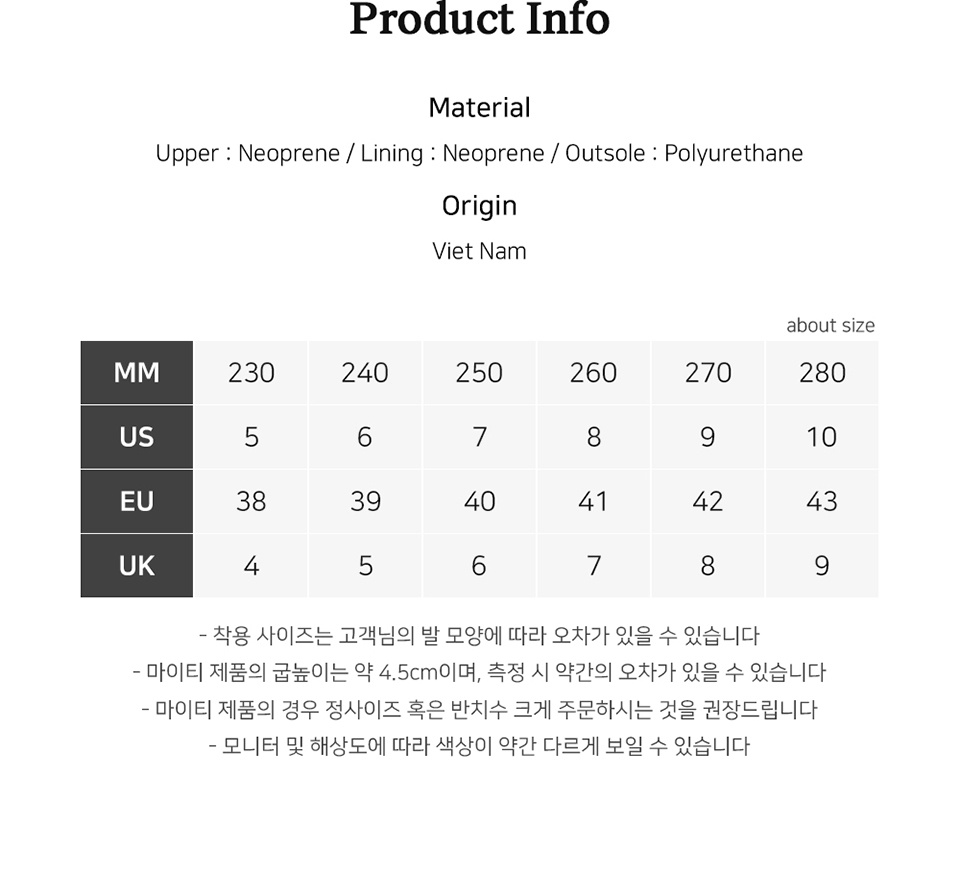 Product Info
Material
Upper : Neoprene / Lining : Neoprene / Outsole : Polyurethane
Origin
Viet Nam
about size
MM 230 240 250 260 270 280
US 5 6 7 8 9 10
EU 38 39 40 41 42 43
UK 4 5 6 7 8 9
- 착용 사이즈는 고객님의 발 모양에 따라 오차가 있을 수 있습니다
- 마이티 제품의 굽높이는 약 4.5cm이며, 측정 시 약간의 오차가 있을 수 있습니다
- 마이티 제품의 경우 정사이즈 혹은 반치수 크게 주문하시는 것을 권장드립니다
- 모니터 및 해상도에 따라 색상이 약간 다르게 보일 수 있습니다